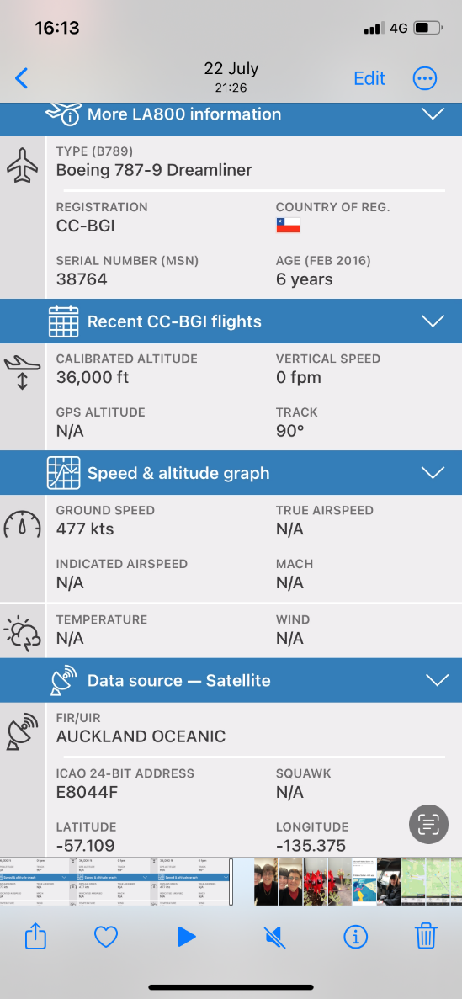 16:13
4G
22 July
21:26
Edit
More LA800 information
TYPE (B789)
Boeing 787-9 Dreamliner
REGISTRATION COUNTRY OF REG.
CC-BGI
SERIAL NUMBER (MSN) AGE (FEB 2016)
38764 6 years
Recent CC-BGI flights
CALIBRATED ALTITUDE VERTICAL SPEED
36,000 ft 0 fpm
GPS ALTITUDE TRACK
N/A 90°
Speed & altitude graph
GROUND SPEED TRUE AIRSPEED
477 kts N/A
INDICATED AIRSPEED MACH
N/A N/A
TEMPERATURE WIND
N/A N/A
Data source — Satellite
FIR/UIR
AUCKLAND OCEANIC
ICAO 24-BIT ADDRESS SQUAWK
E8044F N/A
LATITUDE LONGITUDE
-57.109 -135.375